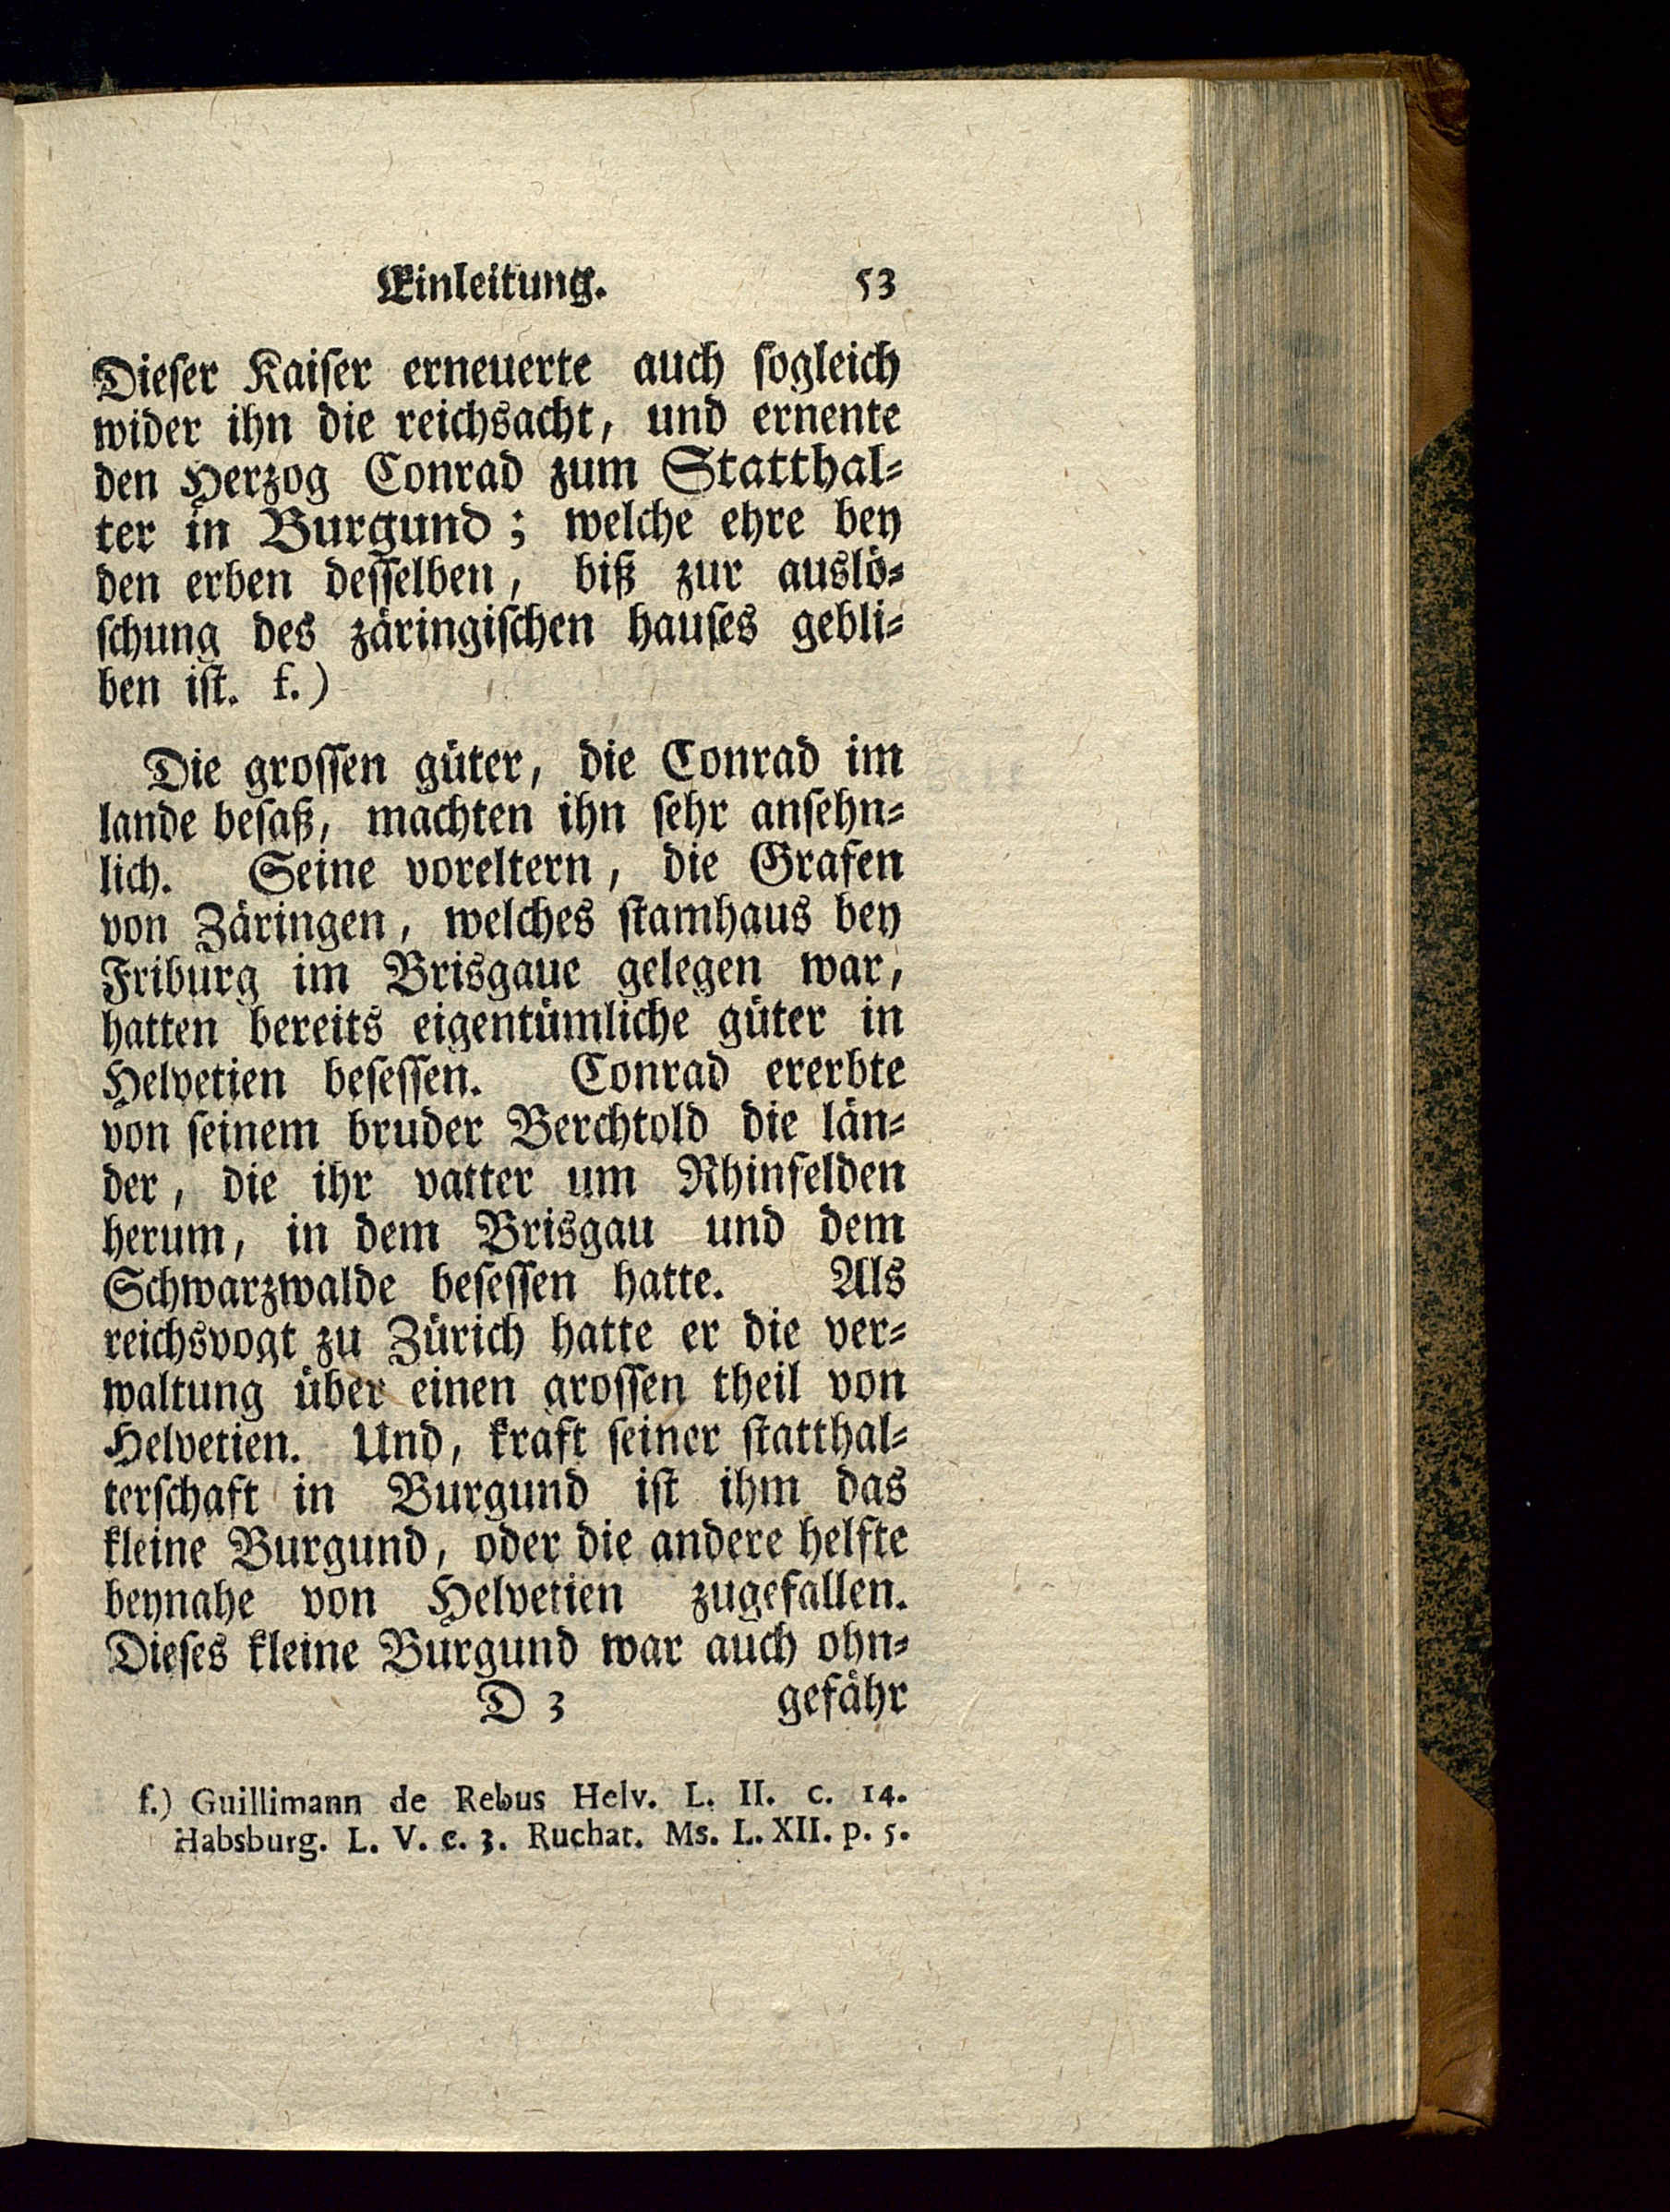 Einleitung. 53
Dieſer Kaiſer erneuerte auch ſogleich
wider ihn die reichsacht, und ernente
den Herzog Conrad zum Statthal⸗
ter in Burgund; welche ehre bey
den erben desſelben, biß zur auslö⸗
ſchung des zäringiſchen hauſes gebli⸗
ben iſt. f.)
Die groſſen güter, die Conrad im
lande beſaß, machten ihn ſehr anſehn⸗
lich. Seine voreltern, die Grafen
von Zäringen, welches ſtamhaus bey
Friburg im Brisgaue gelegen war,
hatten bereits eigentümliche güter in
Helvetien beſeſſen. Conrad ererbte
von ſeinem bruder Berchtold die län⸗
der, die ihr vatter um Rhinfelden
herum, in dem Brisgau und dem
Schwarzwalde beſeſſen hatte. Als
reichsvogt zu Zürich hatte er die ver⸗
waltung über einen groſſen theil von
Helvetien. Und, kraft ſeiner ſtatthal⸗
terſchaft in Burgund iſt ihm das
kleine Burgund, oder die andere helfte
beynahe von Helvetien zugefallen.
Dieſes kleine Burgund war auch ohn⸗
D 3 gefähr
f.) Guillimann de Rebus Helv. L. II. c. 14.
Habsburg. L. V. c. 3. Ruchat. Ms. L. XII. p. 5.